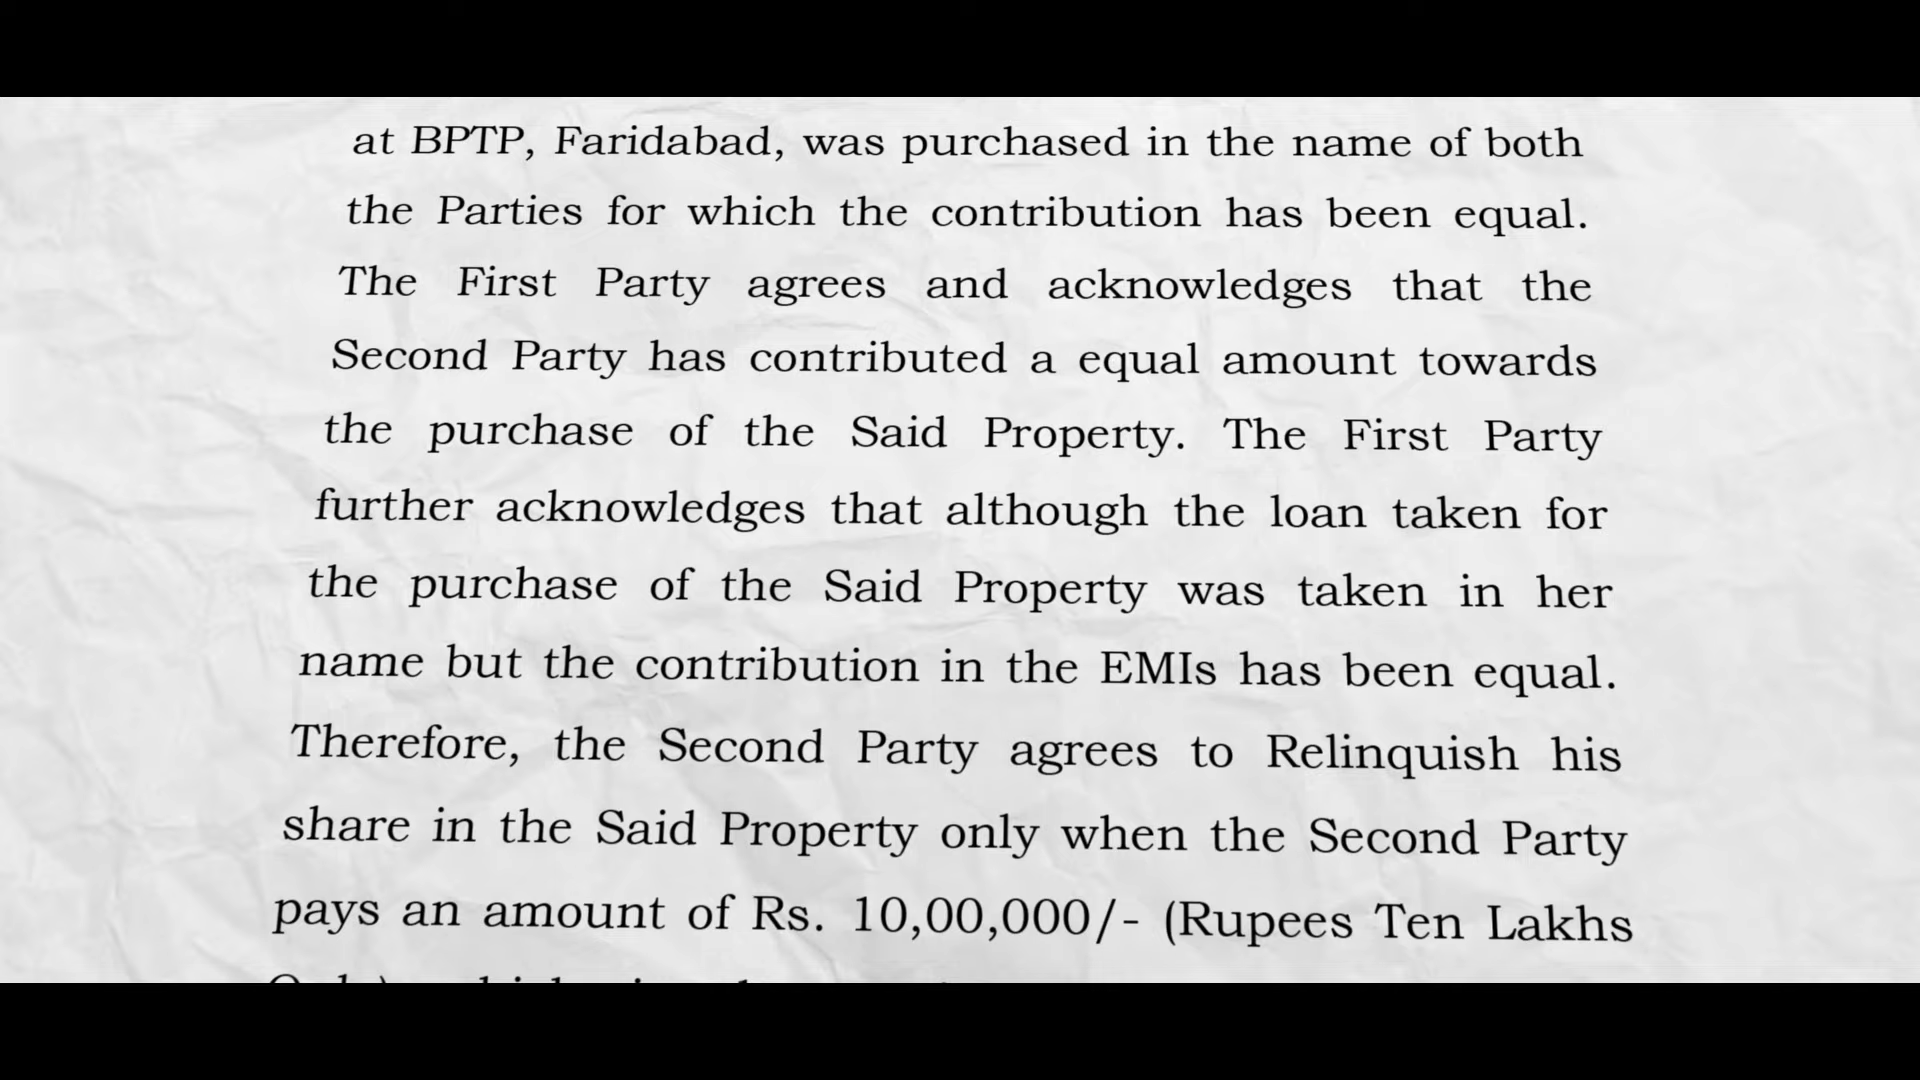 at BPTP, Faridabad, was purchased in the name of both
the Parties for which the contribution has been equal.
The First Party agrees and acknowledges that the
Second Party has contributed a equal amount towards
the purchase of the Said Property. The First Party
further acknowledges that although the loan taken for
the purchase of the Said Property was taken in her
name but the contribution in the EMIs has been equal.
Therefore, the Second Party agrees to Relinquish his
share in the Said Property only when the Second Party
pays an amount of Rs. 10,00,000/- (Rupees Ten Lakhs